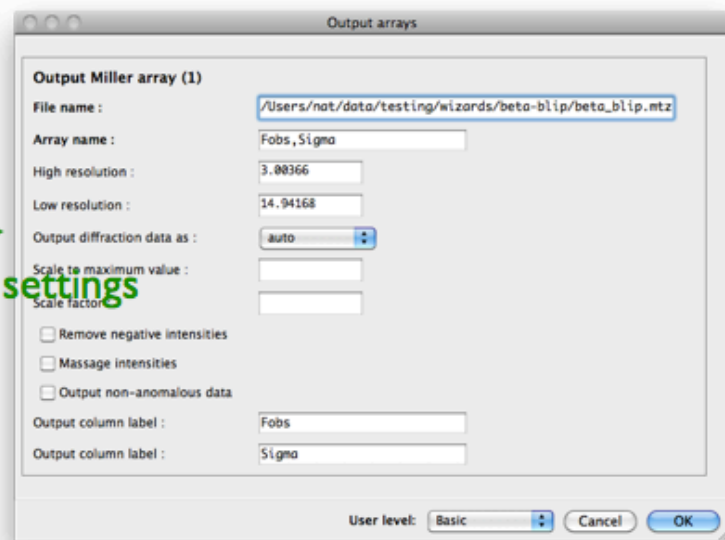 Output arrays
Output Miller array (1)
File name :
/Users/nat/data/testing/wizards/beta-blip/beta_blip.mtz
Array name :
Fobs,Sigma
High resolution :
3.00366
Low resolution :
14.94168
Output diffraction data as :
auto
Scale to maximum value :
settings
Scale factor
Remove negative intensities
Massage intensities
Output non-anomalous data
Output column label :
Fobs
Output column label :
Sigma
User level:
Basic
Cancel
OK